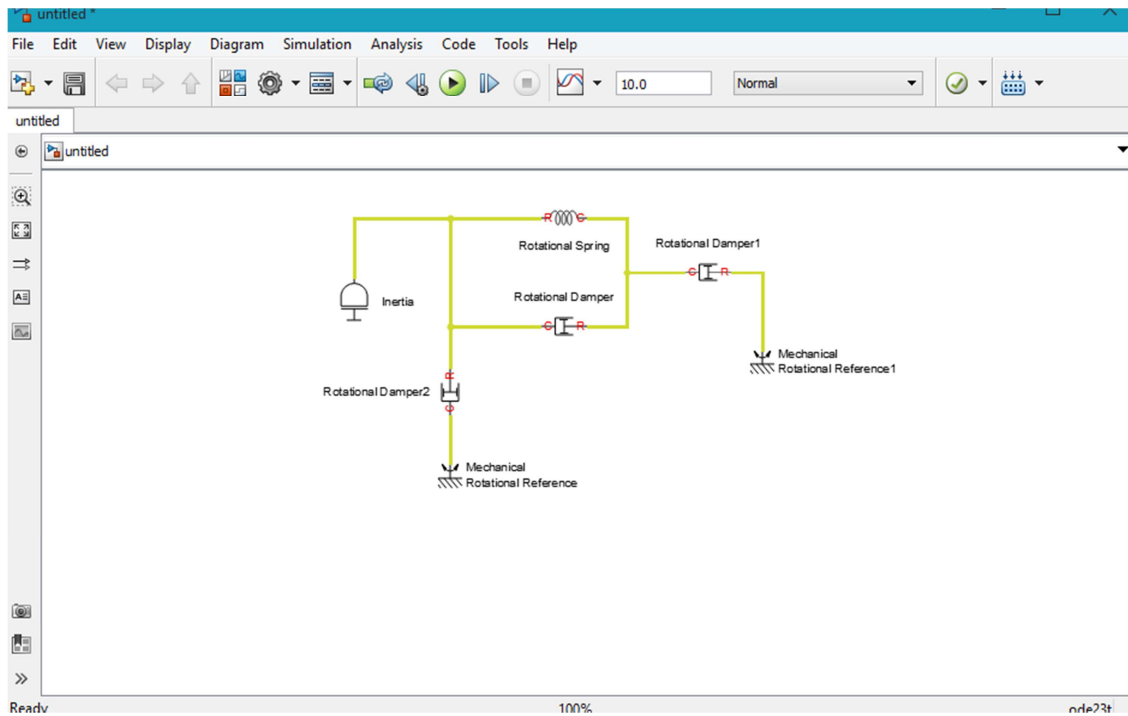 untitled *
File Edit View Display Diagram Simulation Analysis Code Tools Help
10.0 Normal
untitled
untitled
R C
Rotational Spring
Rotational Damper1
C R
Inertia
Rotational Damper
C R
Mechanical
Rotational Reference1
R
Rotational Damper2
C
Mechanical
Rotational Reference
Ready 100% ode23t